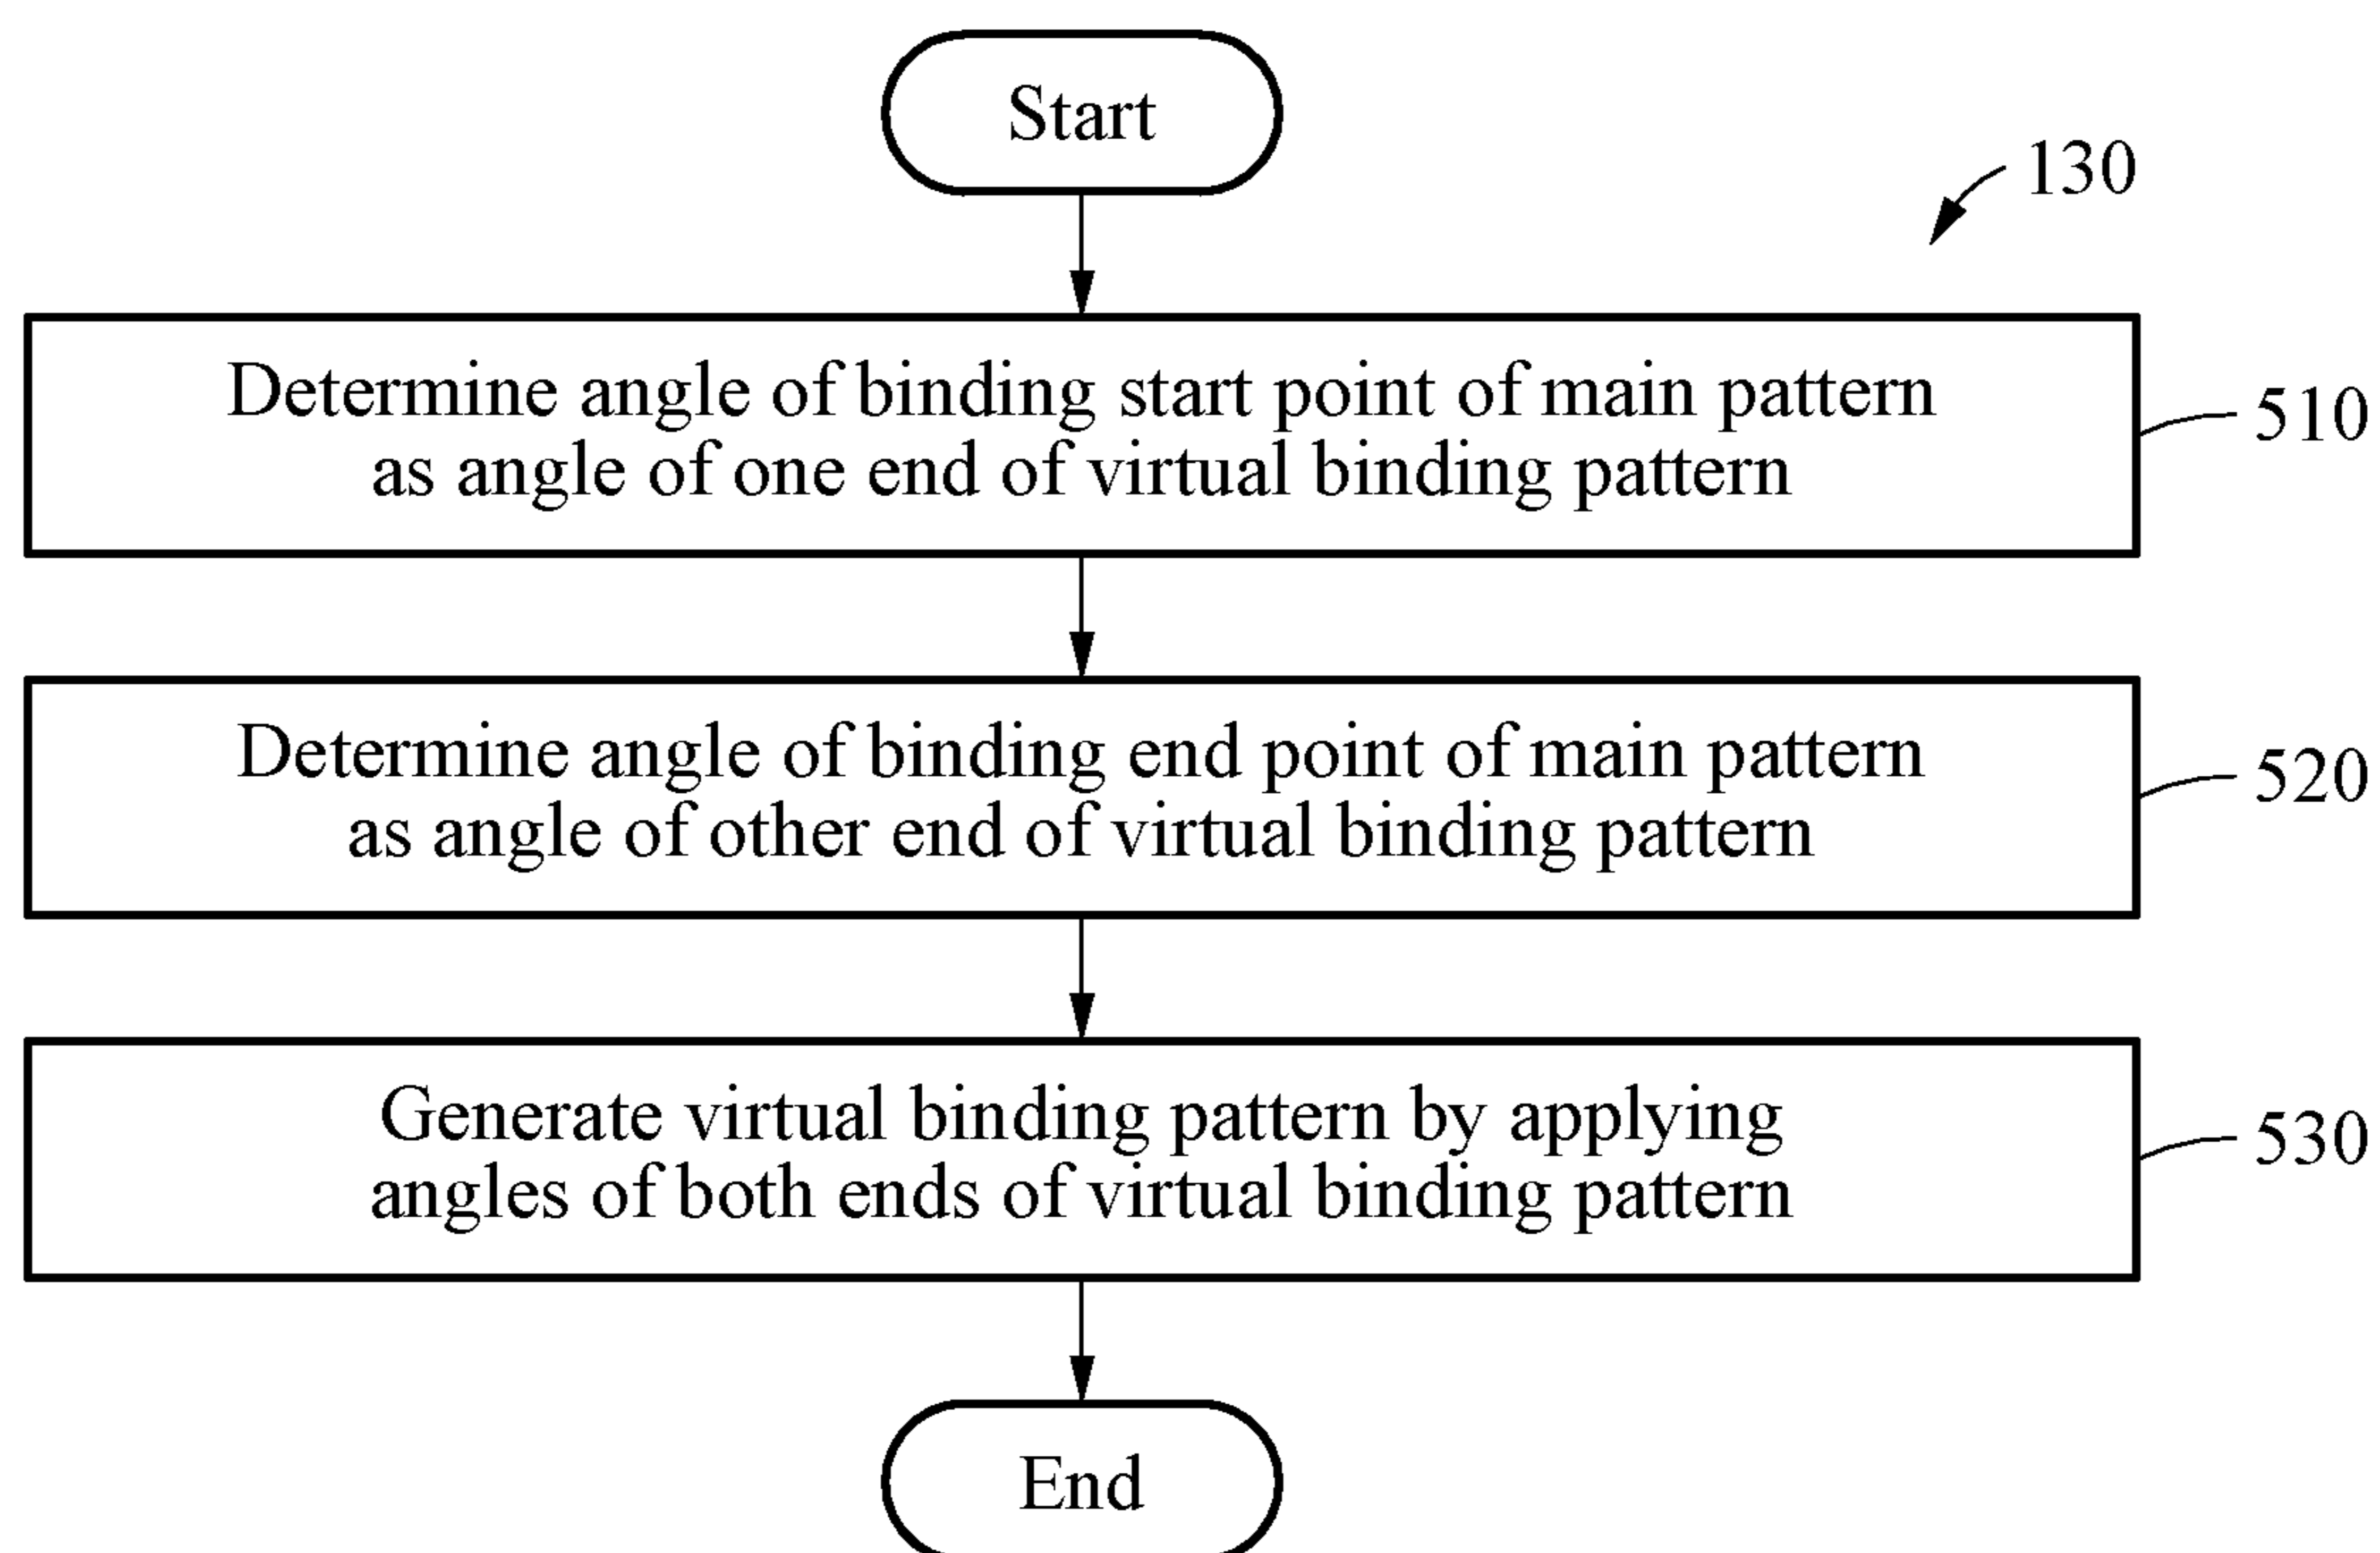 Start
130
Determine angle of binding start point of main pattern
as angle of one end of virtual binding pattern
510
Determine angle of binding end point of main pattern
as angle of other end of virtual binding pattern
520
Generate virtual binding pattern by applying
angles of both ends of virtual binding pattern
530
End